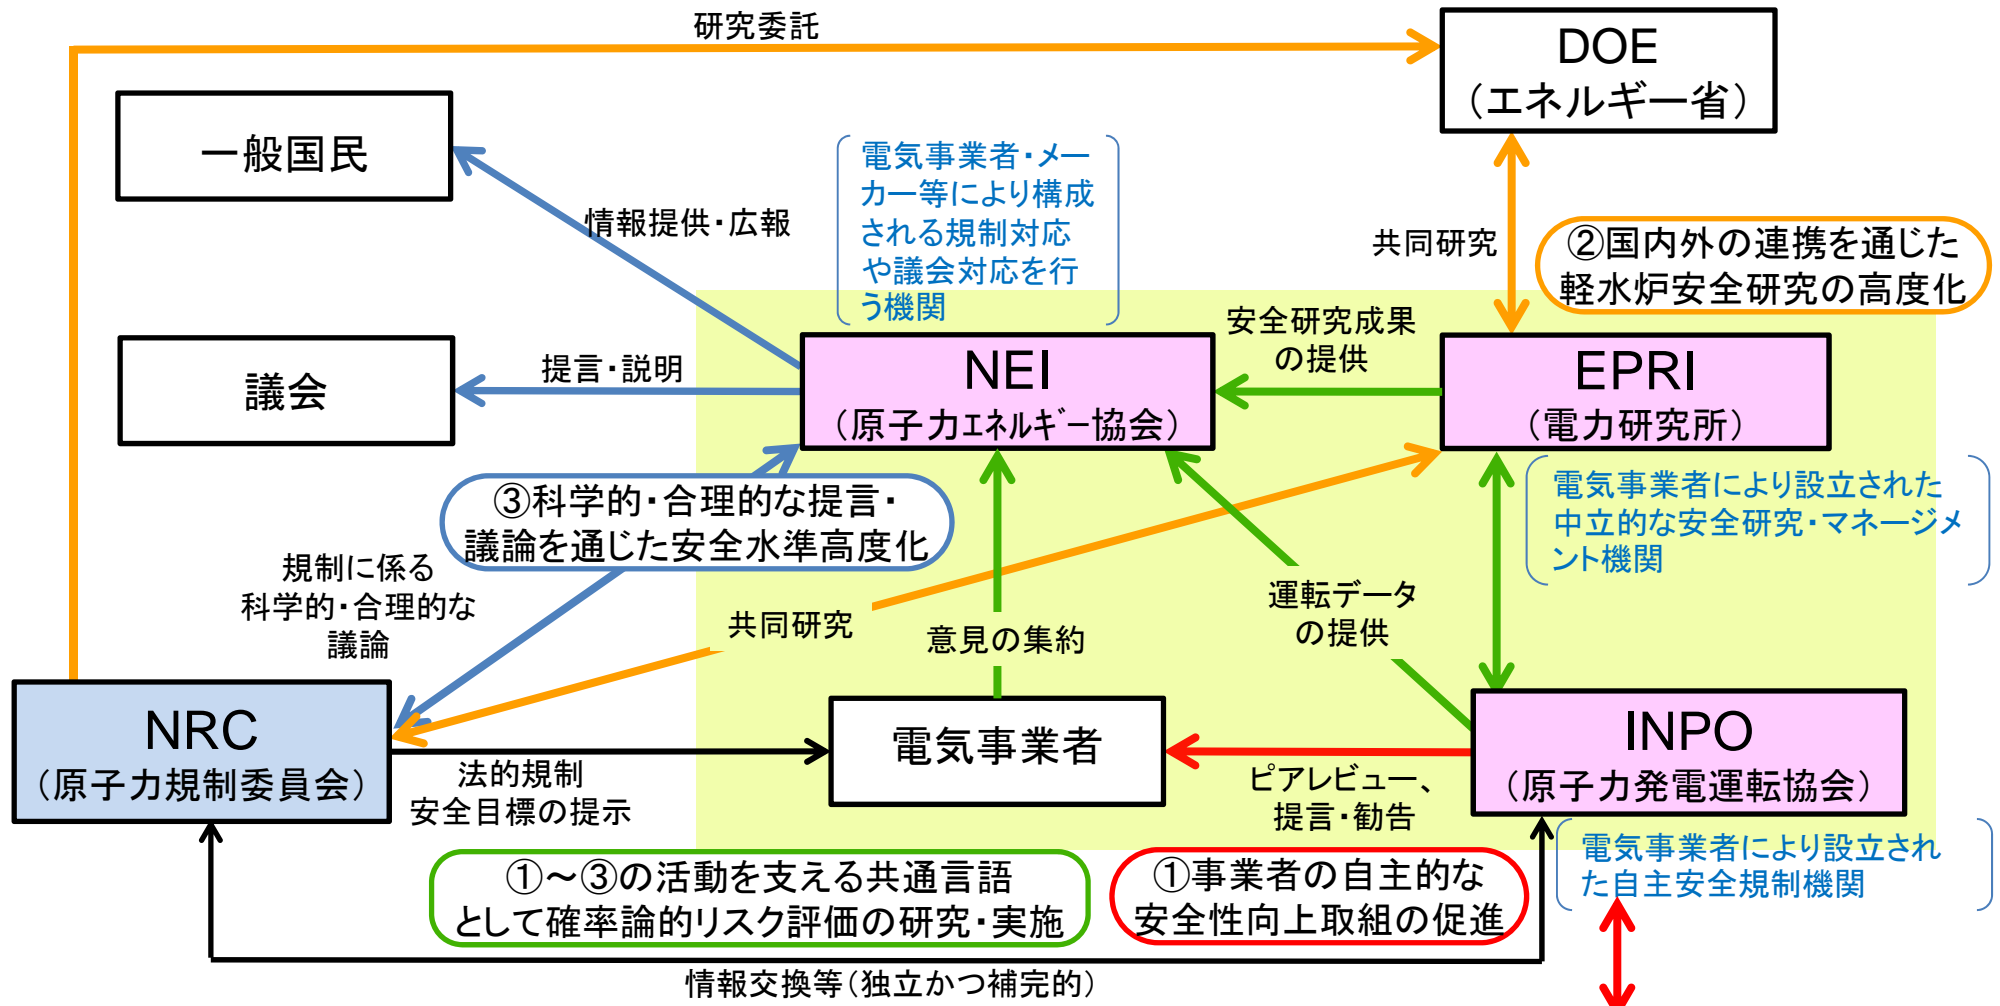 研究委託
DOE
（エネルギー省）
一般国民
電気事業者・メー
カー等により構成
される規制対応
や議会対応を行
う機関
情報提供・広報
共同研究
②国内外の連携を通じた
軽水炉安全研究の高度化
安全研究成果
の提供
議会
提言・説明
NEI
（原子力ｴﾈﾙｷﾞｰ協会）
EPRI
（電力研究所）
電気事業者により設立された
中立的な安全研究・マネージメ
ント機関
③科学的・合理的な提言・
議論を通じた安全水準高度化
規制に係る
科学的・合理的な
議論
共同研究
意見の集約
運転データ
の提供
NRC
（原子力規制委員会）
法的規制
安全目標の提示
電気事業者
ピアレビュー、
提言・勧告
INPO
（原子力発電運転協会）
電気事業者により設立され
た自主安全規制機関
①～③の活動を支える共通言語
として確率論的リスク評価の研究・実施
①事業者の自主的な
安全性向上取組の促進
情報交換等（独立かつ補完的）